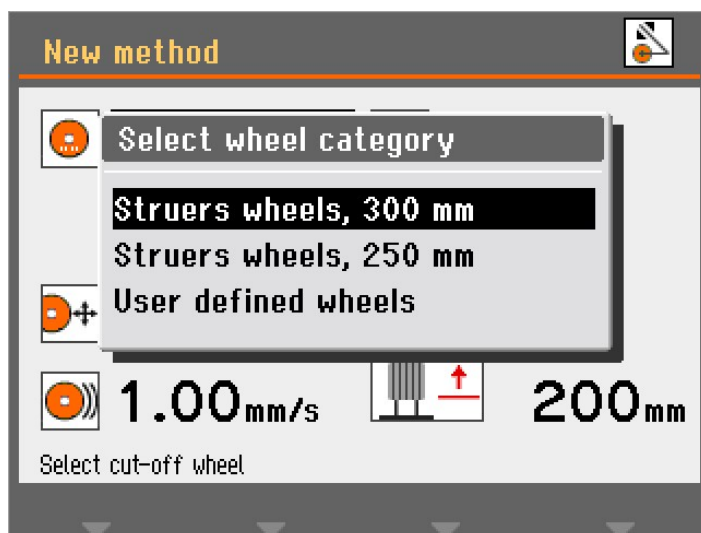 New method
Select wheel category
Struers wheels, 300 mm
Struers wheels, 250 mm
User defined wheels
1.00mm/s 200mm
Select cut-off wheel